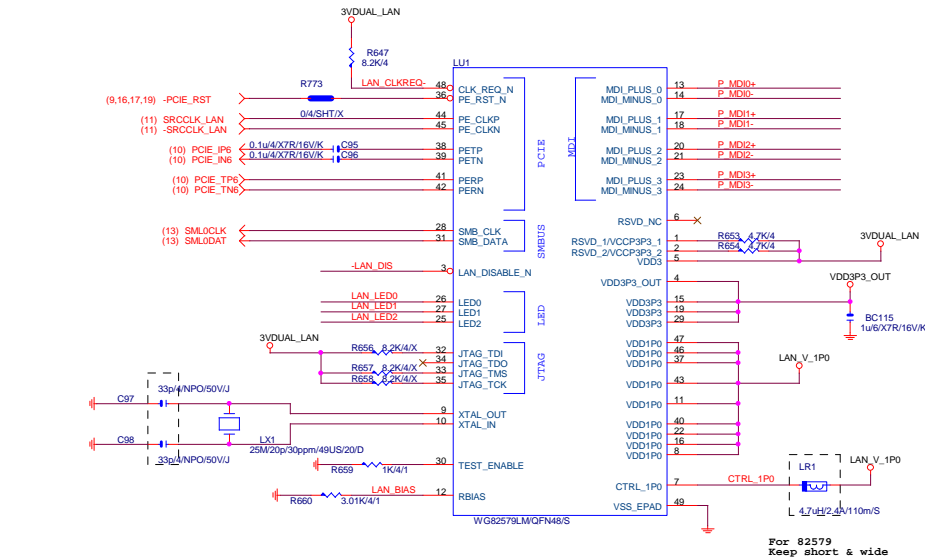 3VDUAL_LAN
R647
8.2K/4
LU1
R773
LAN_CLKREQ-
48
CLK_REQ_N
(9,16,17,19) -PCIE_RST
36
PE_RST_N
0/4/SHT/X
(11) SRCCLK_LAN
44
PE_CLKP
(11) -SRCCLK_LAN
45
PE_CLKN
(10) PCIE_IP6
0.1u/4/X7R/16V/K
C95
38
PETP
(10) PCIE_IN6
0.1u/4/X7R/16V/K
C96
39
PETN
(10) PCIE_TP6
41
PERP
(10) PCIE_TN6
42
PERN
PCIE
(13) SML0CLK
28
SMB_CLK
(13) SML0DAT
31
SMB_DATA
SMBUS
-LAN_DIS
3
LAN_DISABLE_N
LAN_LED0
26
LED0
LAN_LED1
27
LED1
LAN_LED2
25
LED2
LED
3VDUAL_LAN
R656
8.2K/4/X
32
JTAG_TDI
34
JTAG_TDO
R657
8.2K/4/X
33
JTAG_TMS
R658
8.2K/4/X
35
JTAG_TCK
JTAG
33p/4/NPO/50V/J
C97
9
XTAL_OUT
10
XTAL_IN
C98
LX1
25M/20p/30ppm/49US/20/D
33p/4/NPO/50V/J
30
TEST_ENABLE
R659
1K/4/1
LAN_BIAS
12
RBIAS
R660
3.01K/4/1
MDI
MDI_PLUS_0
13
P_MDI0+
MDI_MINUS_0
14
P_MDI0-
MDI_PLUS_1
17
P_MDI1+
MDI_MINUS_1
18
P_MDI1-
MDI_PLUS_2
20
P_MDI2+
MDI_MINUS_2
21
P_MDI2-
MDI_PLUS_3
23
P_MDI3+
MDI_MINUS_3
24
P_MDI3-
RSVD_NC
6
RSVD_1/VCCP3P3_1
1
R653
4.7K/4
RSVD_2/VCCP3P3_2
2
R654
4.7K/4
VDD3
5
3VDUAL_LAN
VDD3P3_OUT
4
VDD3P3_OUT
VDD3P3
15
VDD3P3
19
VDD3P3
29
BC115
1u/6/X7R/16V/K
VDD1P0
47
VDD1P0
46
VDD1P0
37
VDD1P0
43
LAN_V_1P0
VDD1P0
11
VDD1P0
40
VDD1P0
22
VDD1P0
16
VDD1P0
8
CTRL_1P0
7
CTRL_1P0
LR1
LAN_V_1P0
4.7uH/2.4A/110m/S
VSS_EPAD
49
WG82579LM/QFN48/S
For 82579
Keep short & wide